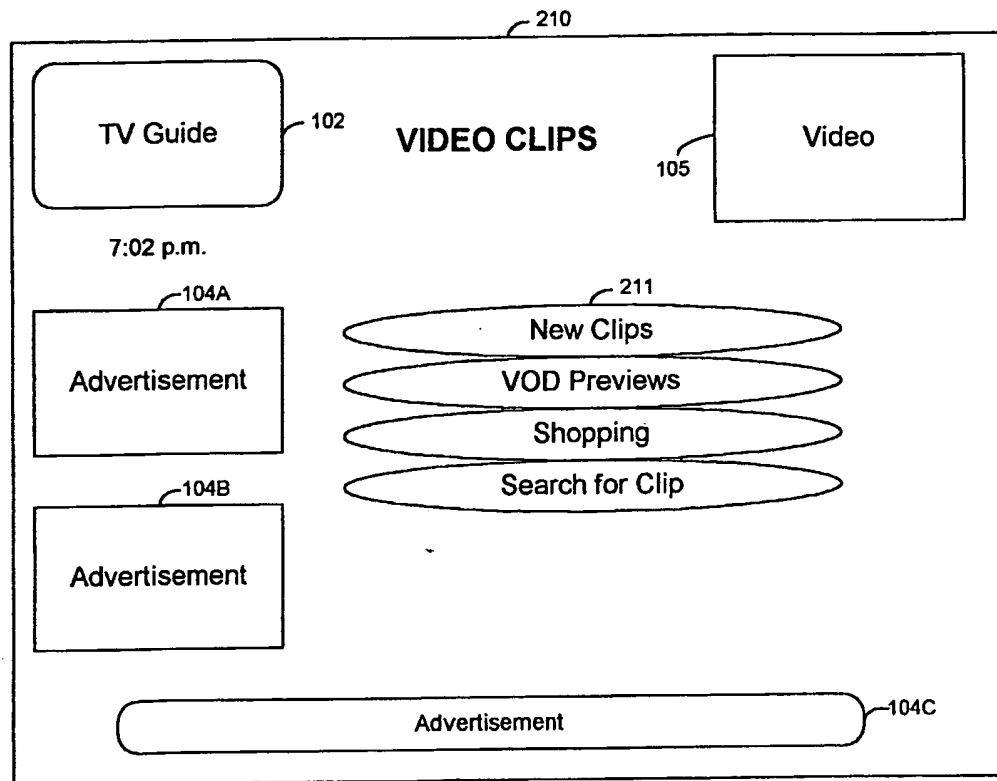 210
TV Guide
102
VIDEO CLIPS
105
Video
7:02 p.m.
104A
Advertisement
211
New Clips
VOD Previews
Shopping
Search for Clip
104B
Advertisement
Advertisement
104C